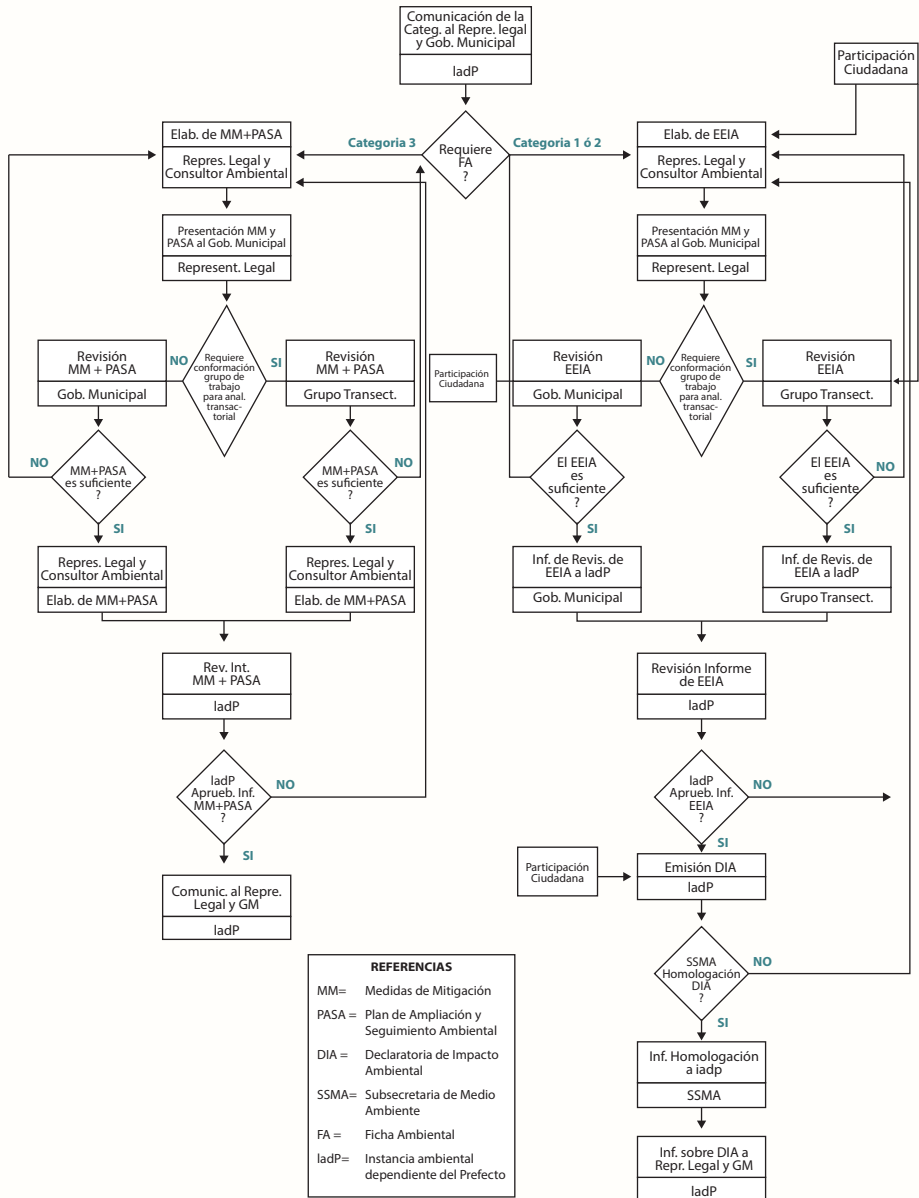 Comunicación de la
Categ. al Repre. legal
y Gob. Municipal
IadP
Participación
Ciudadana
Requiere
FA
?
Categoria 3
Categoria 1 ó 2
Elab. de MM+PASA
Repres. Legal y
Consultor Ambiental
Presentación MM y
PASA al Gob. Municipal
Represent. Legal
Requiere
conformación
grupo de
trabajo
para anal.
transac-
torial
NO
SI
Revisión
MM + PASA
Gob. Municipal
Revisión
MM + PASA
Grupo Transect.
MM+PASA
es suficiente
?
NO
SI
MM+PASA
es suficiente
?
NO
SI
Repres. Legal y
Consultor Ambiental
Elab. de MM+PASA
Repres. Legal y
Consultor Ambiental
Elab. de MM+PASA
Rev. Int.
MM + PASA
IadP
IadP
Aprueb. Inf.
MM+PASA
?
NO
SI
Comunic. al Repre.
Legal y GM
IadP
Elab. de EEIA
Repres. Legal y
Consultor Ambiental
Presentación MM y
PASA al Gob. Municipal
Represent. Legal
Requiere
conformación
grupo de
trabajo
para anal.
transac-
torial
NO
SI
Participación
Ciudadana
Revisión
EEIA
Gob. Municipal
Revisión
EEIA
Grupo Transect.
El EEIA
es
suficiente
?
SI
El EEIA
es
suficiente
?
NO
SI
Inf. de Revis. de
EEIA a IadP
Gob. Municipal
Inf. de Revis. de
EEIA a IadP
Grupo Transect.
Revisión Informe
de EEIA
IadP
IadP
Aprueb. Inf.
EEIA
?
NO
SI
Participación
Ciudadana
Emisión DIA
IadP
SSMA
Homologación
DIA
?
NO
SI
Inf. Homologación
a iadp
SSMA
Inf. sobre DIA a
Repr. Legal y GM
IadP
REFERENCIAS
MM= Medidas de Mitigación
PASA = Plan de Ampliación y
Seguimiento Ambiental
DIA = Declaratoria de Impacto
Ambiental
SSMA= Subsecretaria de Medio
Ambiente
FA = Ficha Ambiental
IadP= Instancia ambiental
dependiente del Prefecto